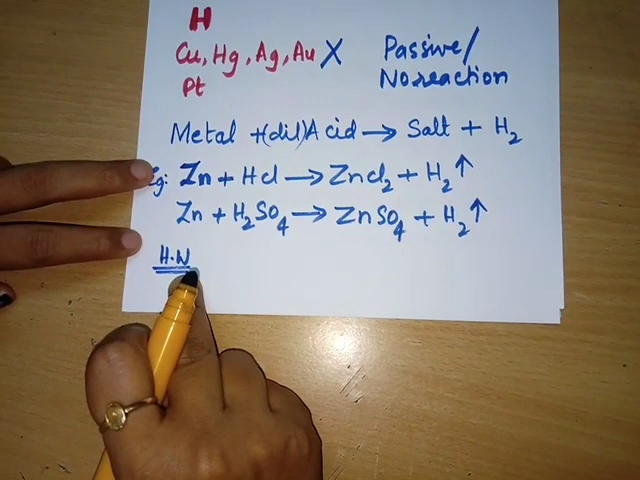 H
Cu, Hg, Ag, Au X Passive/
Pt No reaction
Metal + (dil) Acid → Salt + H₂
Eg: Zn + HCl → ZnCl₂ + H₂↑
Zn + H₂SO₄ → ZnSO₄ + H₂↑
H.W